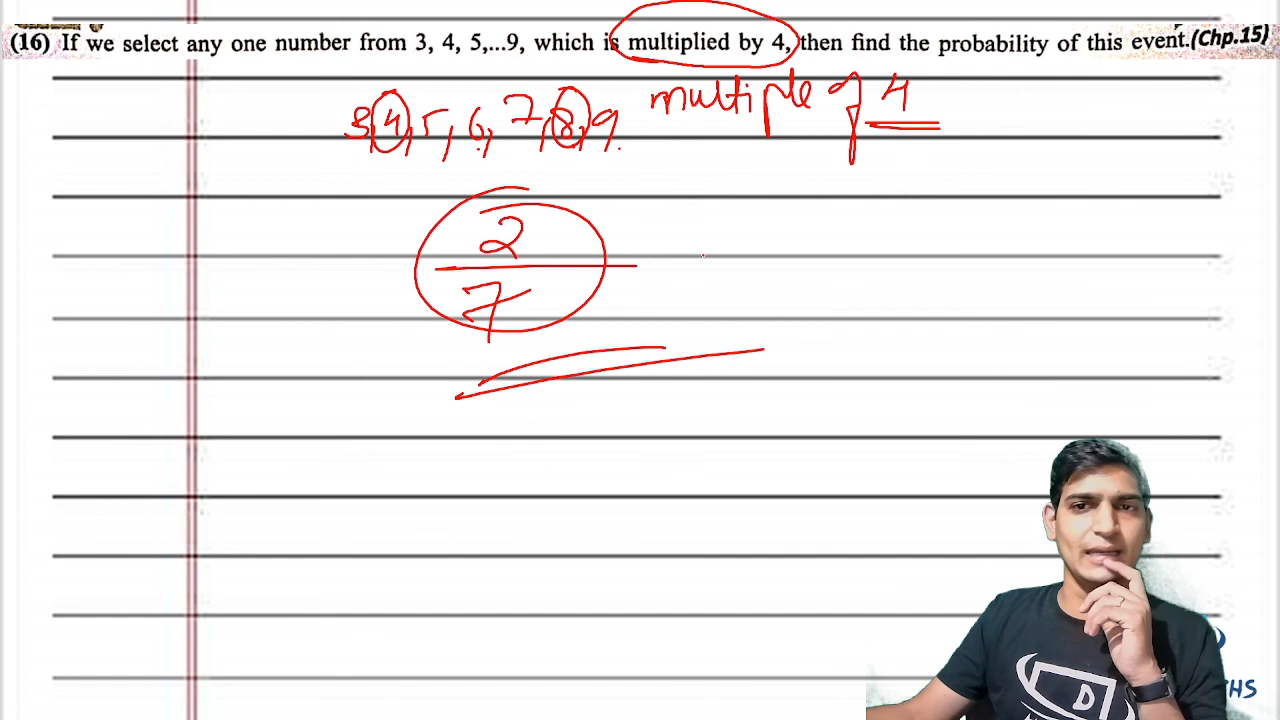 (16) If we select any one number from 3, 4, 5,...9, which is multiplied by 4, then find the probability of this event.(Chp.15)
3, 4, 5, 6, 7, 8, 9. multiple of 4
2
7
D
HS